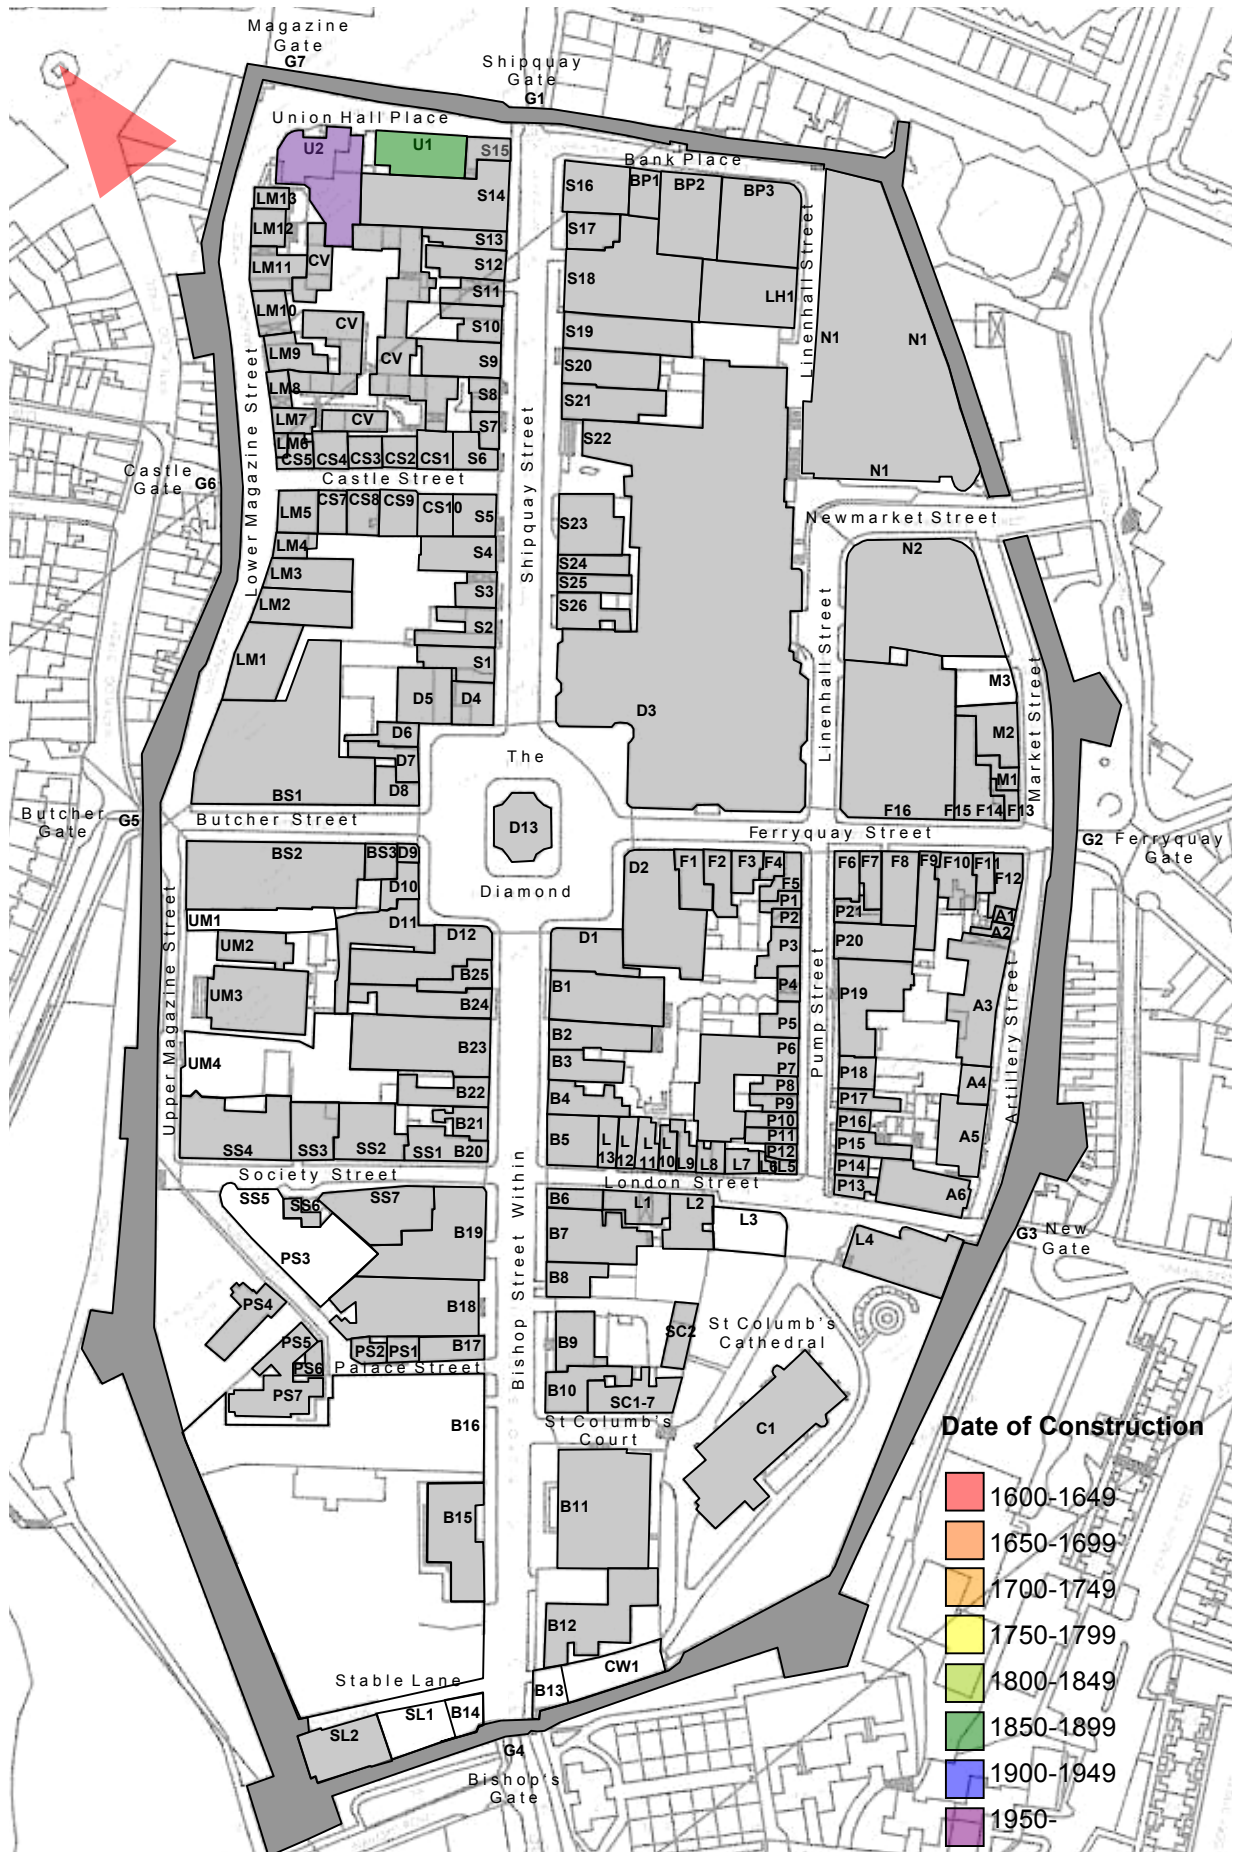 Magazine
Gate
G7
Shipquay
Gate
G1
Union Hall Place
U2
U1
S15
Bank Place
S14
S16
BP1
BP2
BP3
LM13
LM12
S13
S17
CV
LM11
S12
S18
S11
LH1
LM10
CV
S10
S19
N1
N1
Linenhall Street
LM9
CV
S9
S20
LM8
S8
S21
LM7
CV
S7
S22
LM6
CS5
CS4
CS3
CS2
CS1
S6
N1
Castle
Gate
G6
Castle Street
Lower Magazine Street
Shipquay Street
LM5
CS7
CS8
CS9
CS10
S5
S23
Newmarket Street
LM4
S4
N2
LM3
S24
LM2
S3
S25
S26
S2
LM1
S1
Linenhall Street
M3
Market Street
D5
D4
D3
D6
M2
D7
The
M1
BS1
D8
F16
F15
F14
F13
Butcher
Gate
G5
Butcher Street
D13
Ferryquay Street
G2
Ferryquay
Gate
BS2
BS3
D9
Diamond
D2
F1
F2
F3
F4
F5
F6
F7
F8
F9
F10
F11
F12
D10
P1
UM1
D11
P2
P21
A1
A2
UM2
D12
D1
P3
P20
UM3
B25
B1
P4
P19
A3
B24
P5
Upper Magazine Street
B2
P6
Pump Street
Artillery Street
UM4
B23
B3
P7
P18
A4
B22
B4
P8
P17
P9
B21
P10
P16
A5
SS4
SS3
SS2
SS1
B20
B5
L
13
L
12
L
11
L
10
L9
L8
L7
L6
L5
P11
P12
P15
P14
P13
A6
Society Street
London Street
SS5
SS6
SS7
B6
L1
L2
L3
L4
G3
New
Gate
PS3
B19
B7
B8
Bishop Street Within
PS4
B18
SC2
St Columb's
Cathedral
PS5
PS2
PS1
B17
B9
PS6
Palace Street
PS7
B10
SC1-7
B16
St Columb's
Court
C1
B15
B11
B12
Stable Lane
CW1
B13
SL2
SL1
B14
G4
Bishop's
Gate
Date of Construction
1600-1649
1650-1699
1700-1749
1750-1799
1800-1849
1850-1899
1900-1949
1950-